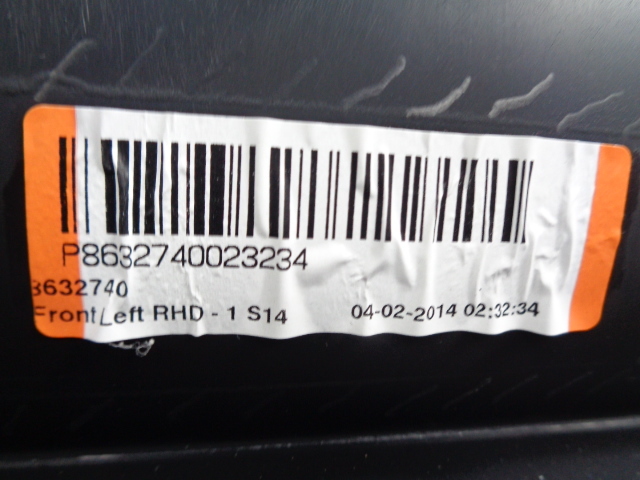 P8632740023234
8632740
Front Left RHD - 1 S14 04-02-2014 02:32:34